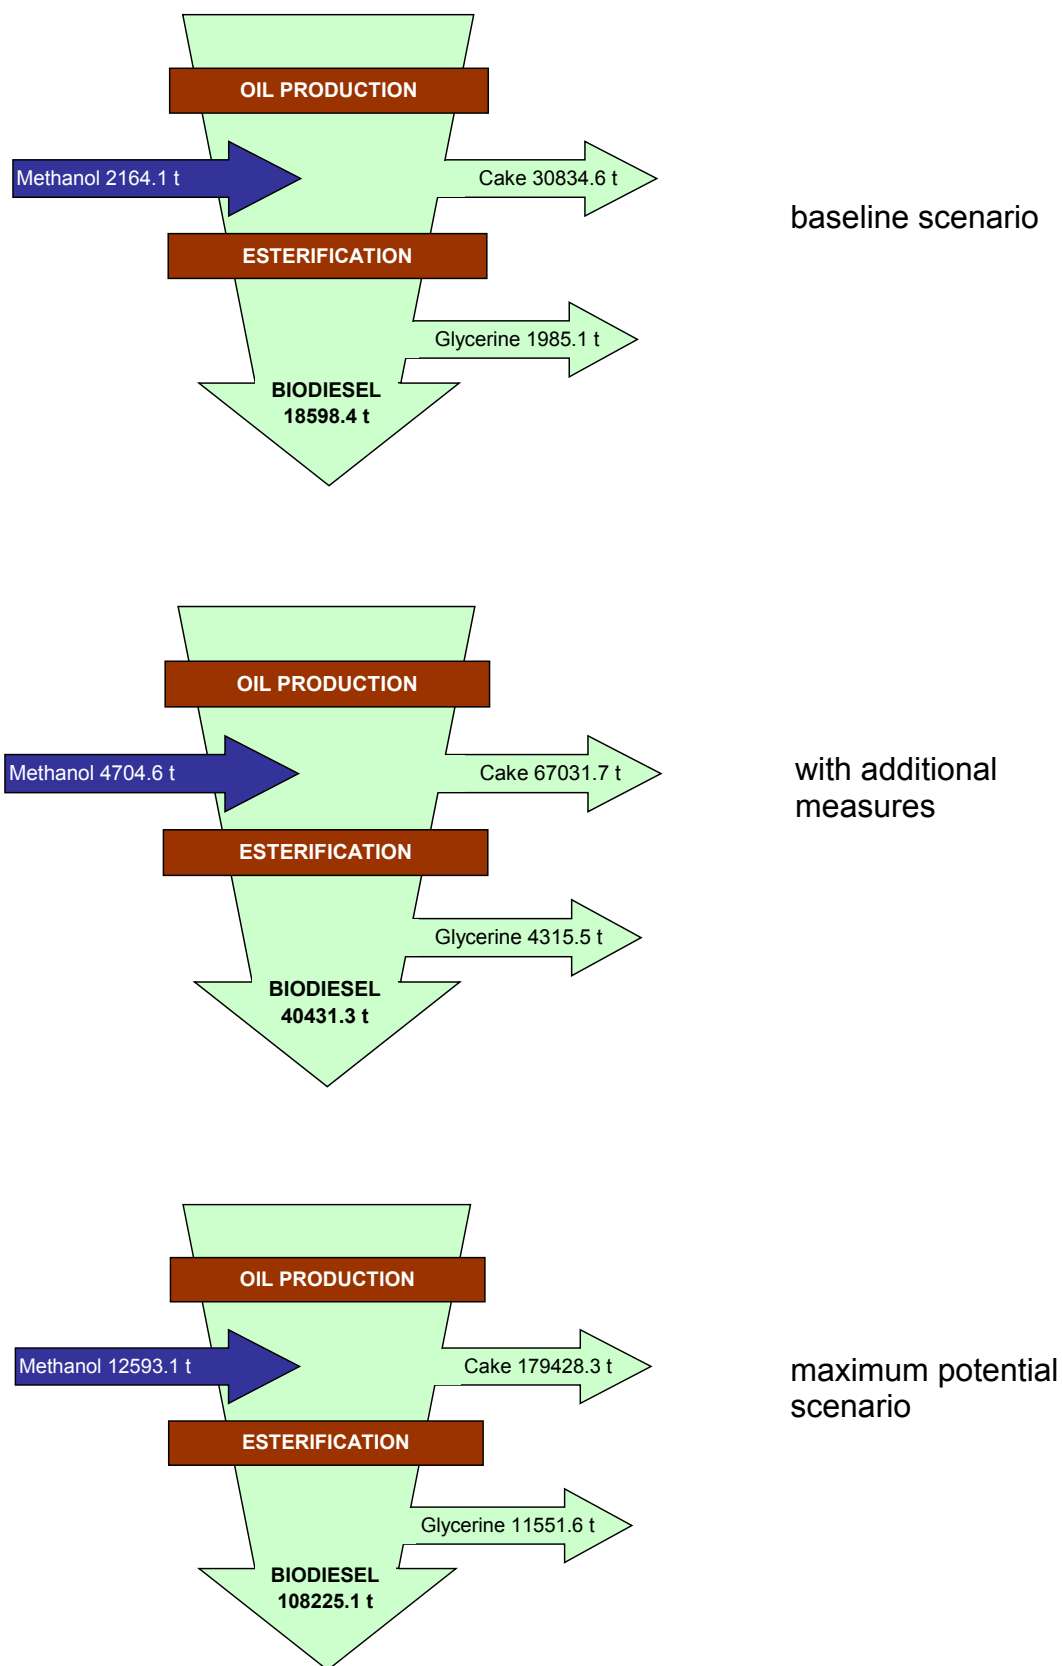 OIL PRODUCTION
Methanol 2164.1 t
Cake 30834.6 t
baseline scenario
ESTERIFICATION
Glycerine 1985.1 t
BIODIESEL
18598.4 t
OIL PRODUCTION
Methanol 4704.6 t
Cake 67031.7 t
with additional
measures
ESTERIFICATION
Glycerine 4315.5 t
BIODIESEL
40431.3 t
OIL PRODUCTION
Methanol 12593.1 t
Cake 179428.3 t
maximum potential
scenario
ESTERIFICATION
Glycerine 11551.6 t
BIODIESEL
108225.1 t